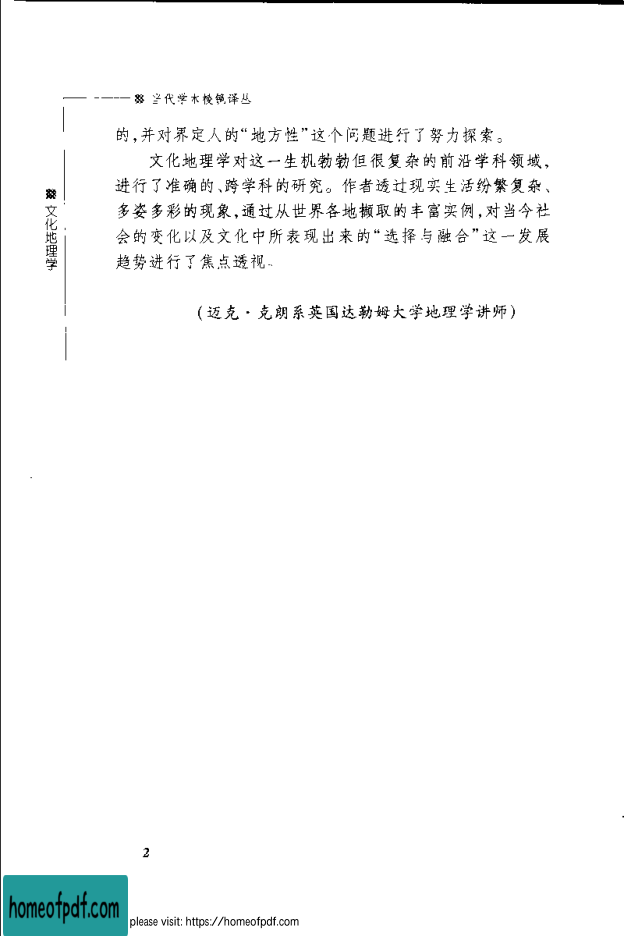 当代学术棱镜译丛
的,并对界定人的“地方性”这个问题进行了努力探索。
文化地理学对这一生机勃勃但很复杂的前沿学科领域,
进行了准确的、跨学科的研究。作者透过现实生活纷繁复杂、
多姿多彩的现象,通过从世界各地撷取的丰富实例,对当今社
会的变化以及文化中所表现出来的“选择与融合”这一发展
趋势进行了焦点透视。
(迈克·克朗系英国达勒姆大学地理学讲师)
文化地理学
2
homeofpdf.com
please visit: https://homeofpdf.com